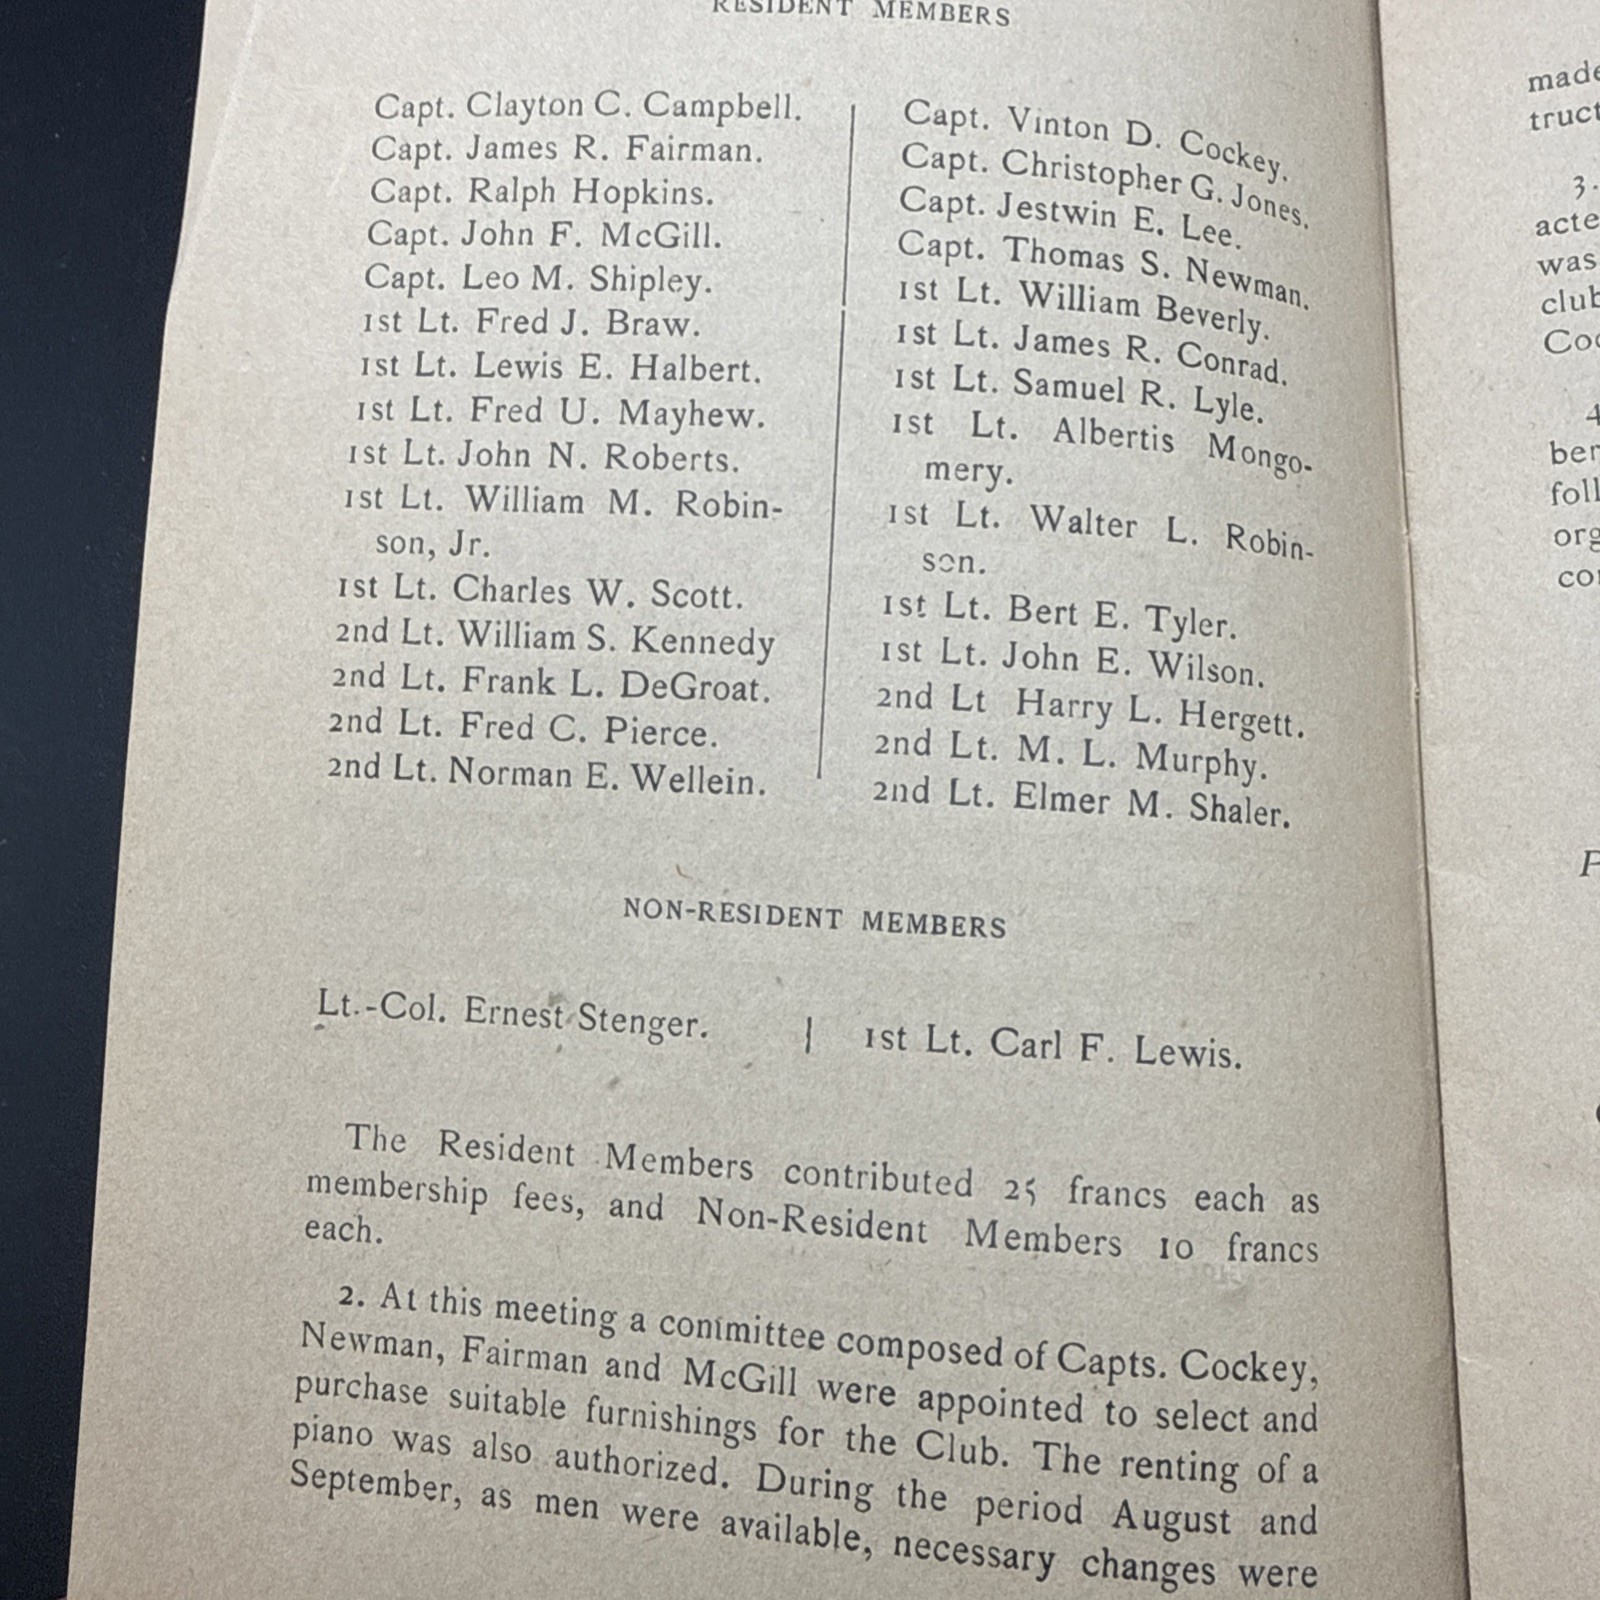 RESIDENT MEMBERS
Capt. Clayton C. Campbell.
Capt. James R. Fairman.
Capt. Ralph Hopkins.
Capt. John F. McGill.
Capt. Leo M. Shipley.
1st Lt. Fred J. Braw.
1st Lt. Lewis E. Halbert.
1st Lt. Fred U. Mayhew.
1st Lt. John N. Roberts.
1st Lt. William M. Robin-
son, Jr.
1st Lt. Charles W. Scott.
2nd Lt. William S. Kennedy
2nd Lt. Frank L. DeGroat.
2nd Lt. Fred C. Pierce.
2nd Lt. Norman E. Wellein.
Capt. Vinton D. Cockey.
Capt. Christopher G. Jones.
Capt. Jestwin E. Lee.
Capt. Thomas S. Newman.
1st Lt. William Beverly.
1st Lt. James R. Conrad.
1st Lt. Samuel R. Lyle.
1st Lt. Albertis Mongo-
mery.
1st Lt. Walter L. Robin-
son.
1st Lt. Bert E. Tyler.
1st Lt. John E. Wilson.
2nd Lt Harry L. Hergett.
2nd Lt. M. L. Murphy.
2nd Lt. Elmer M. Shaler.
NON-RESIDENT MEMBERS
Lt.-Col. Ernest Stenger.
1st Lt. Carl F. Lewis.
The Resident Members contributed 25 francs each as
membership fees, and Non-Resident Members 10 francs
each.
2. At this meeting a committee composed of Capts. Cockey,
Newman, Fairman and McGill were appointed to select and
purchase suitable furnishings for the Club. The renting of a
piano was also authorized. During the period August and
September, as men were available, necessary changes were
made
truct
3.
acte
was
club
Coc
4
ber
foll
org